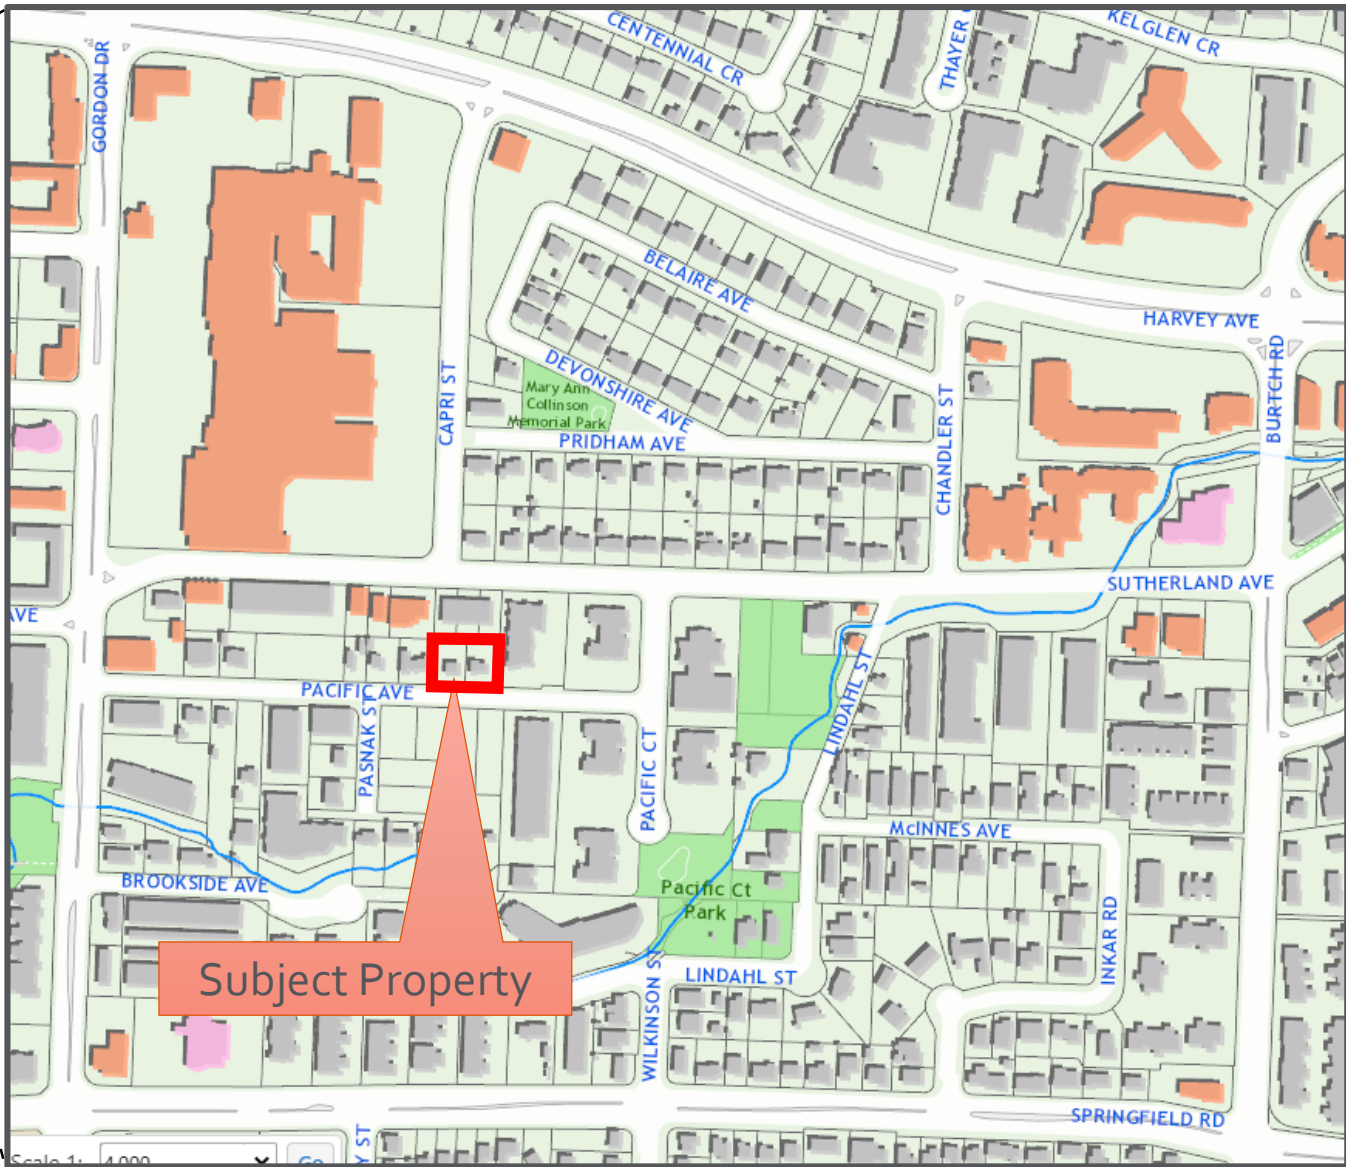 CENTENNIAL CR
THAYER
KELGLEN CR
GORDON DR
BELAIRE AVE
HARVEY AVE
BURTCH RD
DEVONSHIRE AVE
Mary Ann
Collinson
Memorial Park
CAPRI ST
PRIDHAM AVE
CHANDLER ST
SUTHERLAND AVE
AVE
PACIFIC AVE
PASNAK ST
LINDAHL ST
PACIFIC CT
McINNES AVE
BROOKSIDE AVE
Pacific Ct
Park
INKAR RD
Subject Property
LINDAHL ST
WILKINSON ST
SPRINGFIELD RD
Y ST
Scale 1: 4,000
Go